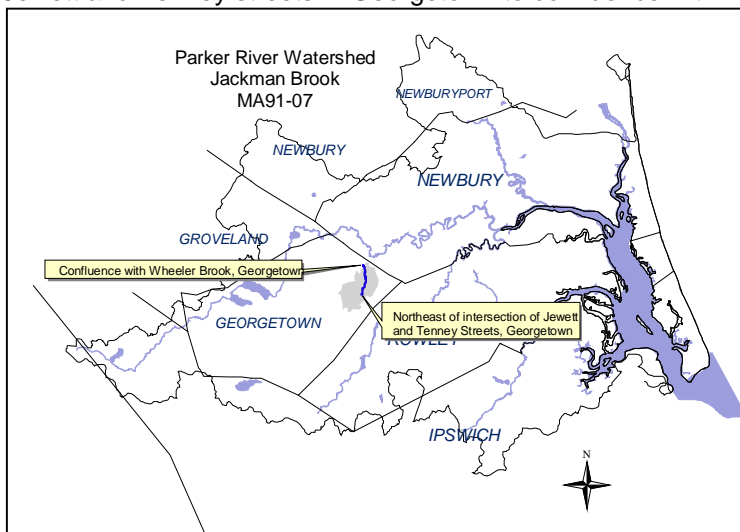 Parker River Watershed
Jackman Brook
MA91-07
NEWBURYPORT
NEWBURY
NEWBURY
GROVELAND
Confluence with Wheeler Brook, Georgetown
Northeast of intersection of Jewett
and Tenney Streets, Georgetown
GEORGETOWN
ROWLEY
IPSWICH
N